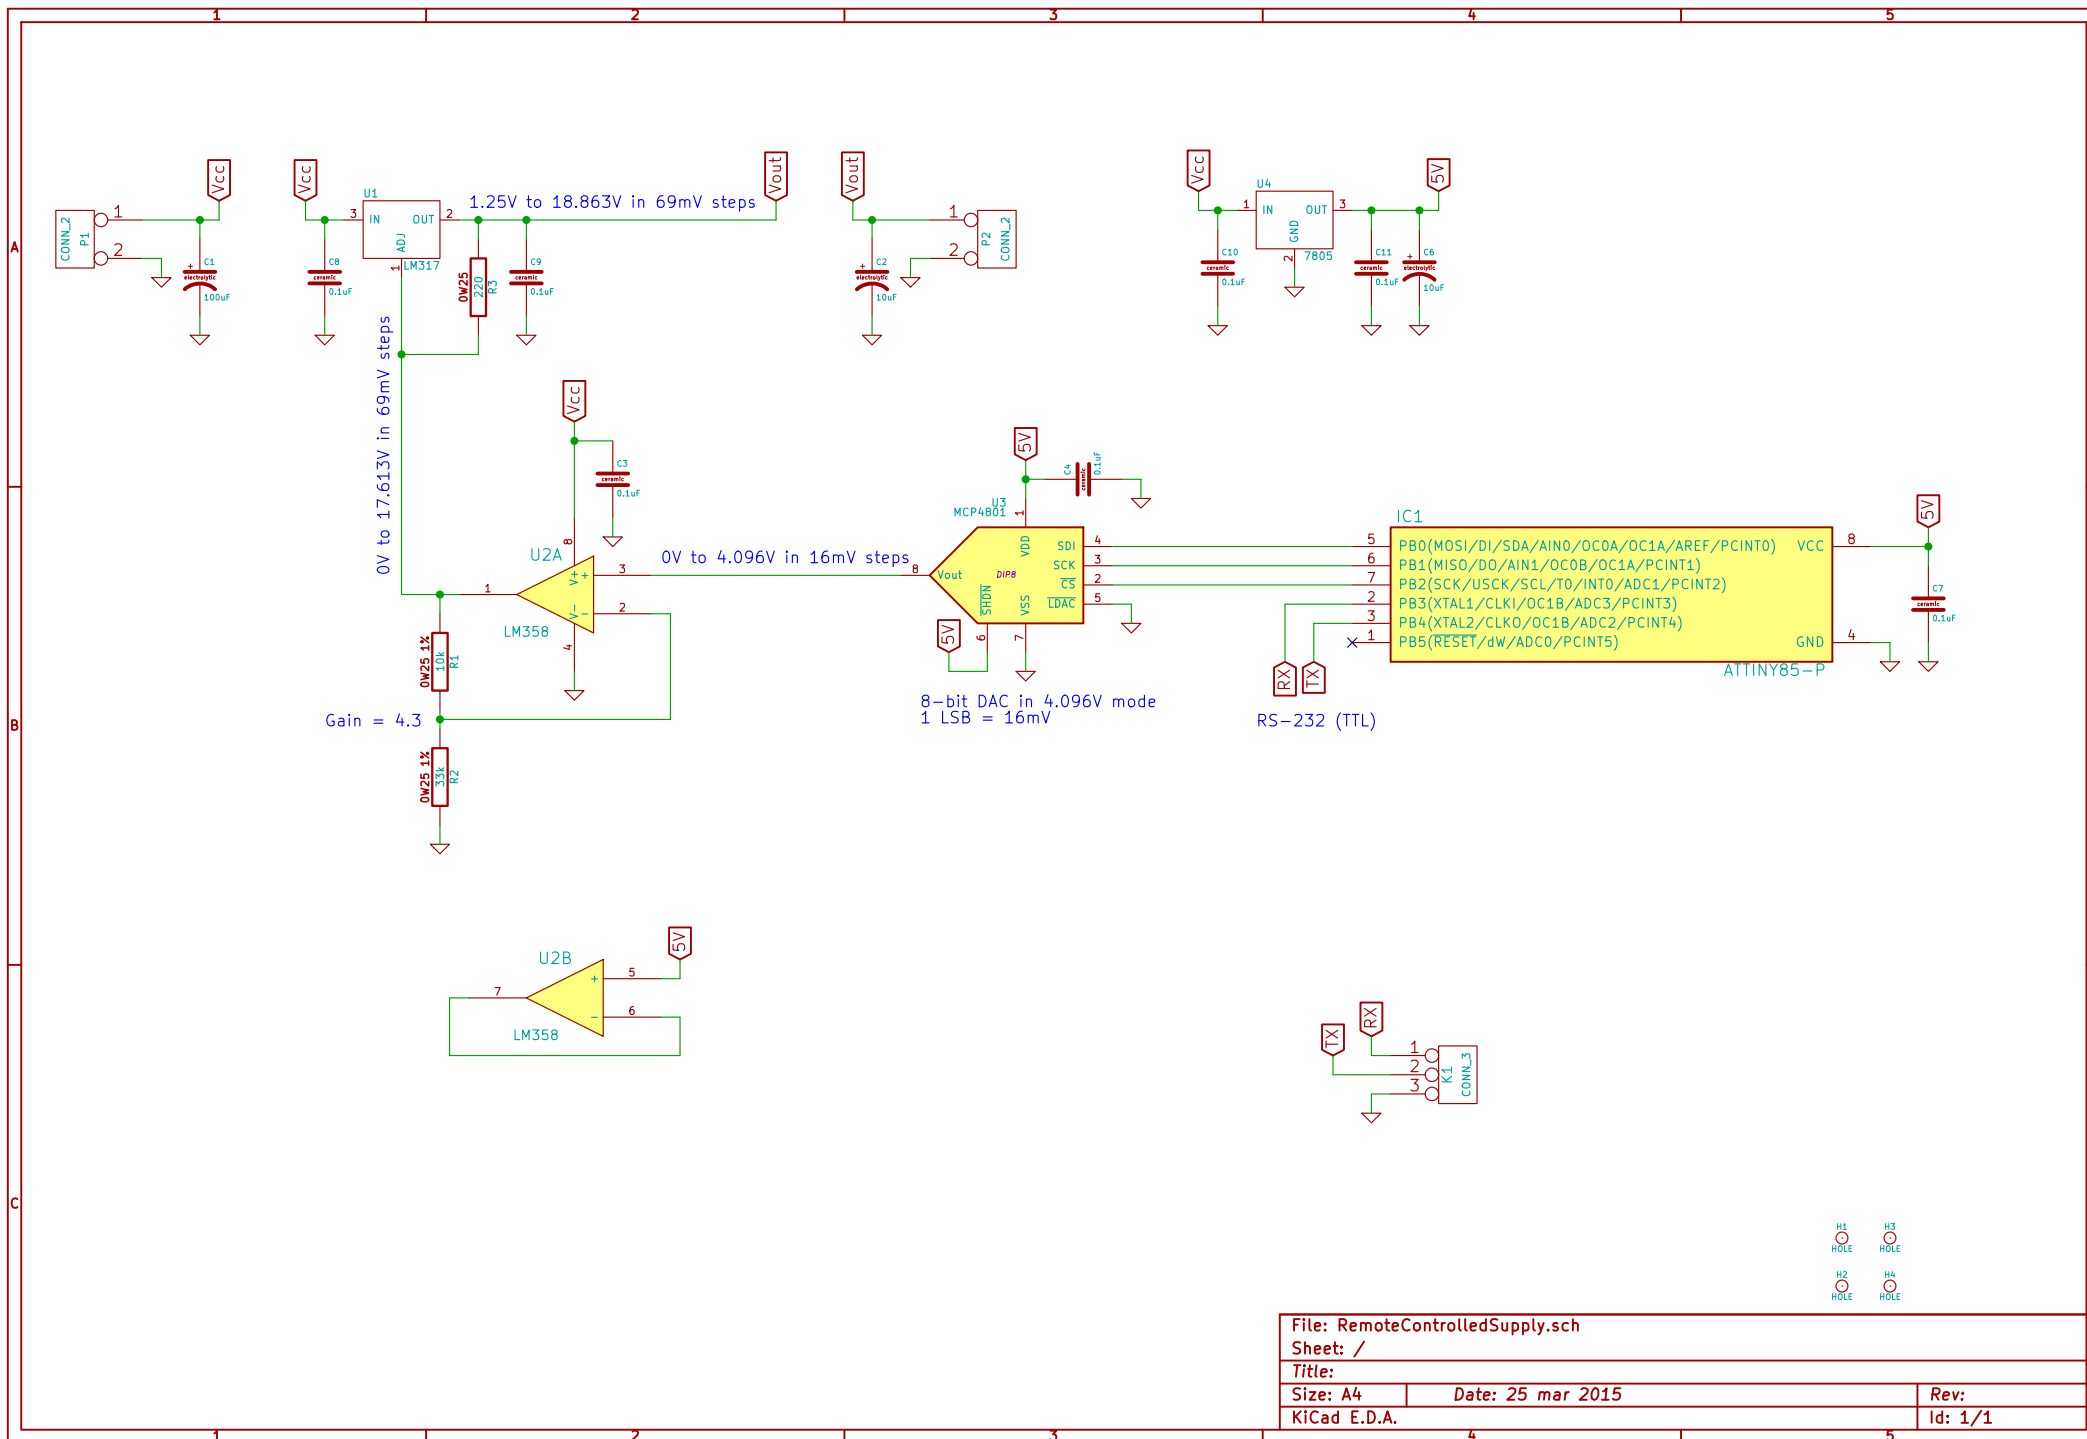 1 2 3 4 5
A
B
C
Vcc
Vcc
Vout
Vout
Vcc
5V
CONN_2
P1
1
2
C1
+
electrolytic
100uF
C8
ceramic
0.1uF
U1
3 IN OUT 2
ADJ
1
LM317
1.25V to 18.863V in 69mV steps
0W25
220
R3
C9
ceramic
0.1uF
C2
+
electrolytic
10uF
1
2
P2
CONN_2
U4
1 IN OUT 3
GND
2
7805
C10
ceramic
0.1uF
C11
ceramic
0.1uF
C6
+
electrolytic
10uF
0V to 17.613V in 69mV steps
Vcc
C3
ceramic
0.1uF
U2A
8
V+
+
3
1
V-
-
2
4
LM358
0V to 4.096V in 16mV steps
0W25 1%
10k
R1
Gain = 4.3
0W25 1%
33k
R2
5V
C4
ceramic
0.1uF
U3
MCP4801
1
VDD
SDI 4
SCK 3
CS 2
LDAC 5
8 Vout
DIP8
SHDN
VSS
6
7
5V
8-bit DAC in 4.096V mode
1 LSB = 16mV
IC1
5 PB0(MOSI/DI/SDA/AIN0/OC0A/OC1A/AREF/PCINT0) VCC 8
6 PB1(MISO/DO/AIN1/OC0B/OC1A/PCINT1)
7 PB2(SCK/USCK/SCL/T0/INT0/ADC1/PCINT2)
2 PB3(XTAL1/CLKI/OC1B/ADC3/PCINT3)
3 PB4(XTAL2/CLKO/OC1B/ADC2/PCINT4)
1 PB5(RESET/dW/ADC0/PCINT5) GND 4
ATTINY85-P
RX
TX
RS-232 (TTL)
5V
C7
ceramic
0.1uF
U2B
5V
+ 5
7
- 6
LM358
TX
RX
1
2
3
K1
CONN_3
H1
HOLE
H3
HOLE
H2
HOLE
H4
HOLE
File: RemoteControlledSupply.sch
Sheet: /
Title:
Size: A4 Date: 25 mar 2015 Rev:
KiCad E.D.A. Id: 1/1
1 2 3 4 5